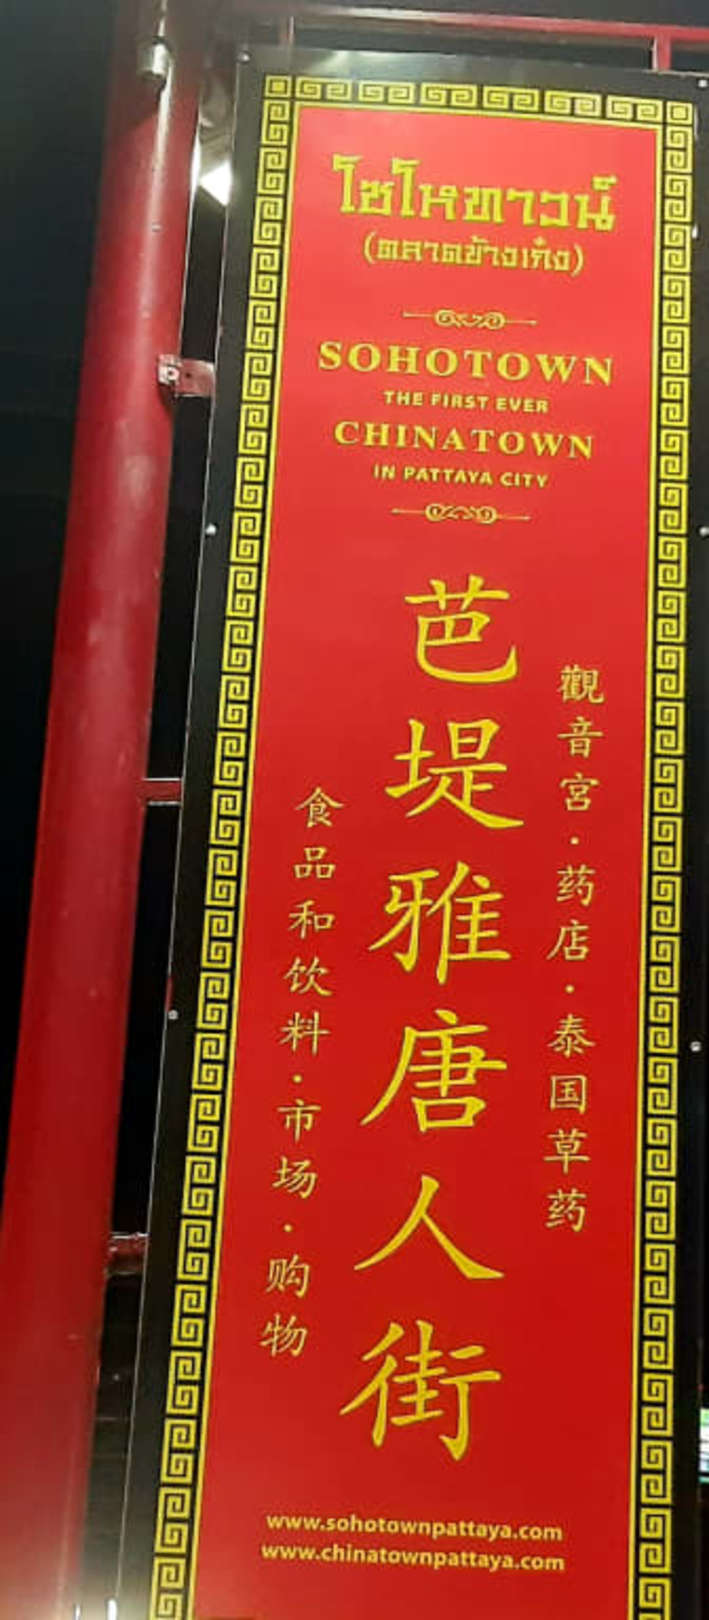 โซโหทาวน์
(ตลาดข้างเก๋ง)
SOHOTOWN
THE FIRST EVER
CHINATOWN
IN PATTAYA CITY
觀音宮·药店·泰国草药
芭堤雅唐人街
食品和饮料·市场·购物
www.sohotownpattaya.com
www.chinatownpattaya.com